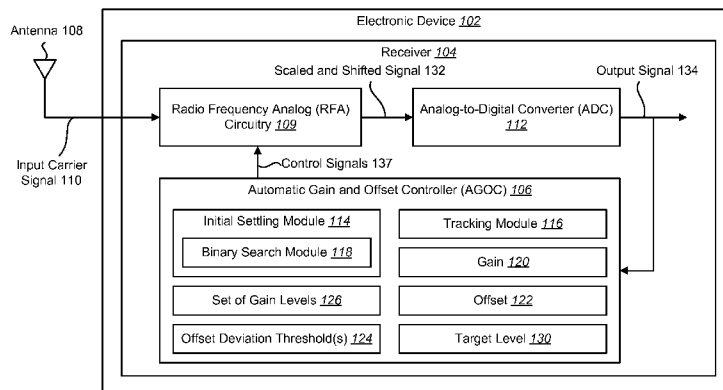 Electronic Device 102
Antenna 108
Receiver 104
Scaled and Shifted Signal 132
Output Signal 134
Radio Frequency Analog (RFA)
Circuitry 109
Analog-to-Digital Converter (ADC)
112
Input Carrier
Signal 110
Control Signals 137
Automatic Gain and Offset Controller (AGOC) 106
Initial Settling Module 114
Binary Search Module 118
Tracking Module 116
Gain 120
Set of Gain Levels 126
Offset 122
Offset Deviation Threshold(s) 124
Target Level 130